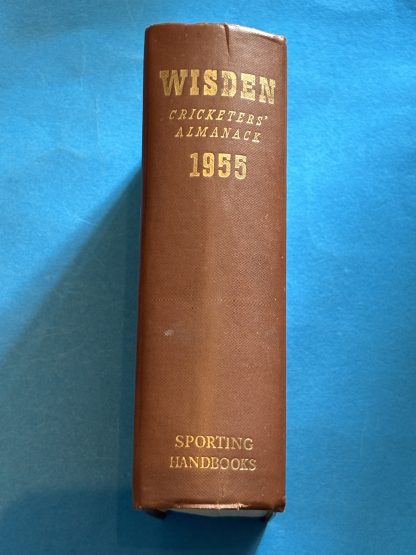 WISDEN
CRICKETERS'
ALMANACK
1955
SPORTING
HANDBOOKS